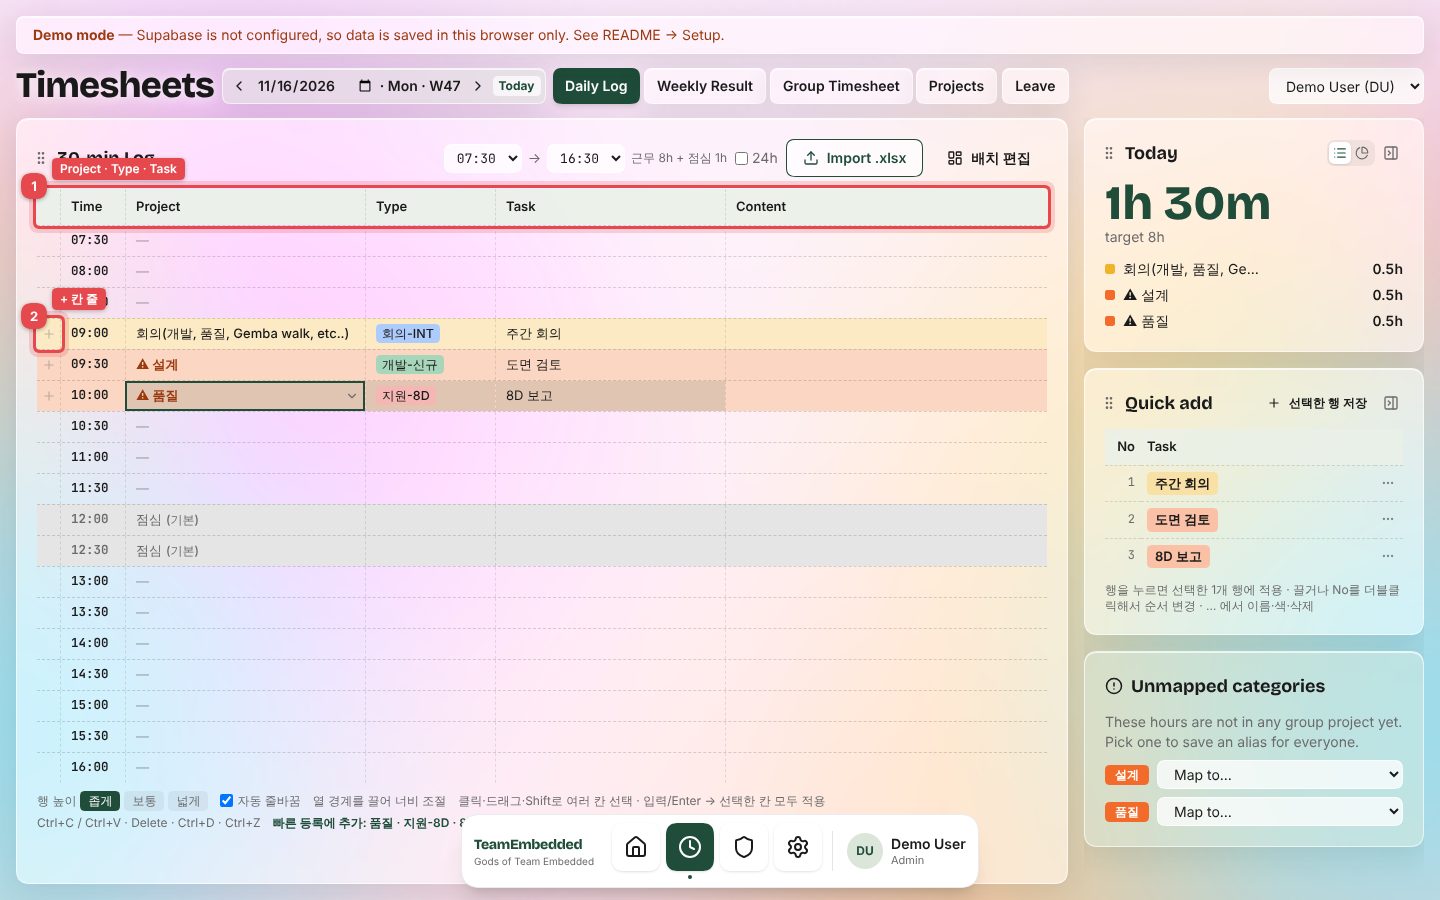 Demo mode — Supabase is not configured, so data is saved in this browser only. See README → Setup.
Timesheets
11/16/2026 · Mon · W47 Today
Daily Log
Weekly Result
Group Timesheet
Projects
Leave
Demo User (DU)
07:30 → 16:30 근무 8h + 점심 1h 24h
Import .xlsx
배치 편집
Project · Type · Task
1
Time Project Type Task Content
07:30 —
08:00 —
+ 칸 줄
—
2
+ 09:00 회의(개발, 품질, Gemba walk, etc..) 회의-INT 주간 회의
+ 09:30 설계 개발-신규 도면 검토
+ 10:00 품질 지원-8D 8D 보고
10:30 —
11:00 —
11:30 —
12:00 점심 (기본)
12:30 점심 (기본)
13:00 —
13:30 —
14:00 —
14:30 —
15:00 —
15:30 —
16:00 —
행 높이 좁게 보통 넓게 자동 줄바꿈 열 경계를 끌어 너비 조절 클릭·드래그·Shift로 여러 칸 선택 · 입력/Enter → 선택한 칸 모두 적용
Ctrl+C / Ctrl+V · Delete · Ctrl+D · Ctrl+Z 빠른 등록에 추가: 품질 · 지원-8D ·
Today
1h 30m
target 8h
회의(개발, 품질, Ge... 0.5h
설계 0.5h
품질 0.5h
Quick add
+ 선택한 행 저장
No Task
1 주간 회의 ...
2 도면 검토 ...
3 8D 보고 ...
행을 누르면 선택한 1개 행에 적용 · 끌거나 No를 더블클
릭해서 순서 변경 · ... 에서 이름·색·삭제
Unmapped categories
These hours are not in any group project yet.
Pick one to save an alias for everyone.
설계 Map to...
품질 Map to...
TeamEmbedded
Gods of Team Embedded
DU
Demo User
Admin